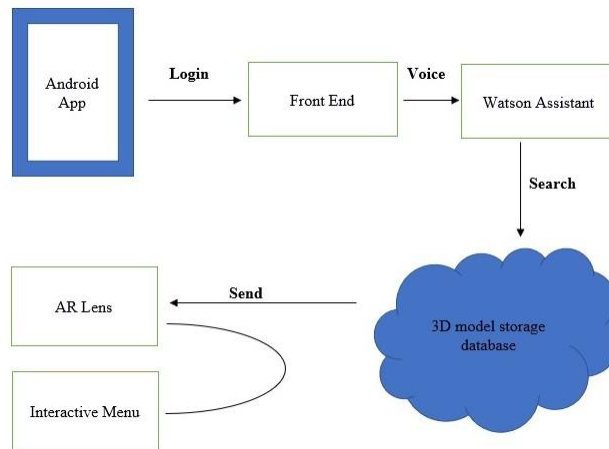 Android
App
Login
Front End
Voice
Watson Assistant
Search
3D model storage
database
Send
AR Lens
Interactive Menu